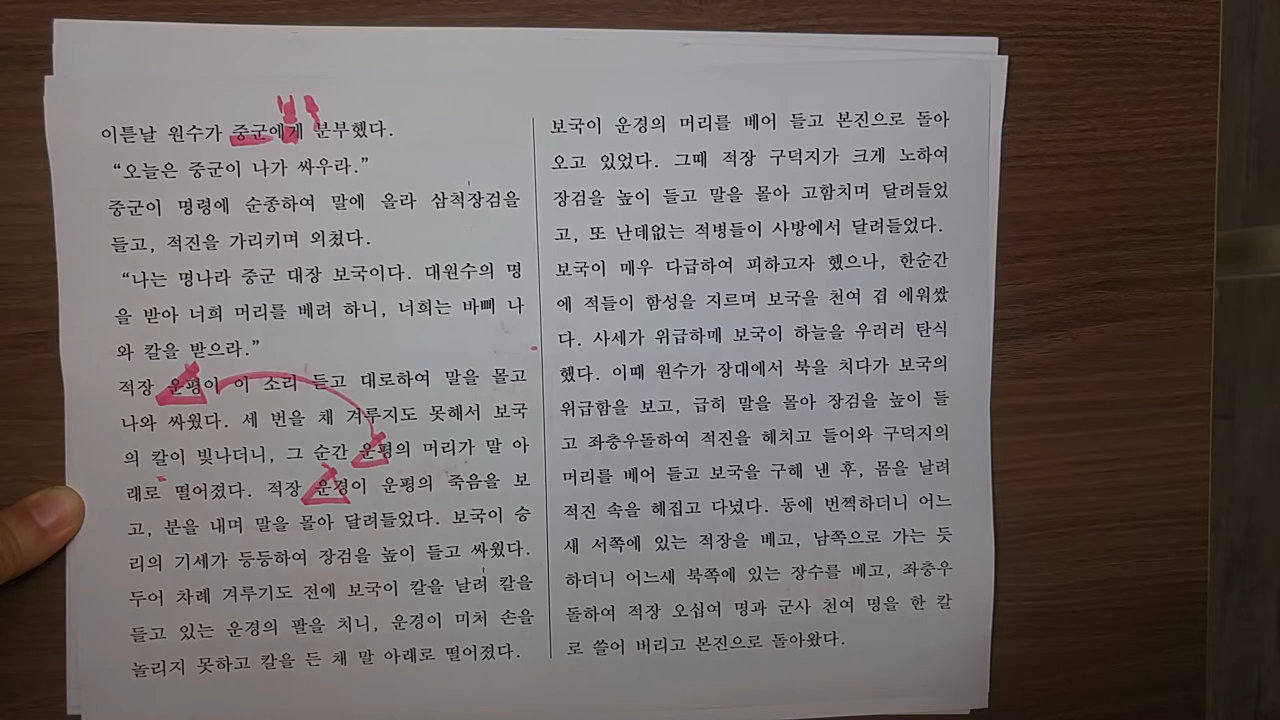 이튿날 원수가 중군에게 분부했다.
“오늘은 중군이 나가 싸우라.”
중군이 명령에 순종하여 말에 올라 삼척장검을
들고, 적진을 가리키며 외쳤다.
“나는 명나라 중군 대장 보국이다. 대원수의 명
을 받아 너희 머리를 베려 하니, 너희는 바삐 나
와 칼을 받으라.”
적장 운평이 이 소리 듣고 대로하여 말을 몰고
나와 싸웠다. 세 번을 채 겨루지도 못해서 보국
의 칼이 빛나더니, 그 순간 운평의 머리가 말 아
래로 떨어졌다. 적장 운경이 운평의 죽음을 보
고, 분을 내며 말을 몰아 달려들었다. 보국이 승
리의 기세가 등등하여 장검을 높이 들고 싸웠다.
두어 차례 겨루기도 전에 보국이 칼을 날려 칼을
들고 있는 운경의 팔을 치니, 운경이 미처 손을
놀리지 못하고 칼을 든 채 말 아래로 떨어졌다.
보국이 운경의 머리를 베어 들고 본진으로 돌아
오고 있었다. 그때 적장 구덕지가 크게 노하여
장검을 높이 들고 말을 몰아 고함치며 달려들었
고, 또 난데없는 적병들이 사방에서 달려들었다.
보국이 매우 다급하여 피하고자 했으나, 한순간
에 적들이 함성을 지르며 보국을 천여 겹 에워쌌
다. 사세가 위급하매 보국이 하늘을 우러러 탄식
했다. 이때 원수가 장대에서 북을 치다가 보국의
위급함을 보고, 급히 말을 몰아 장검을 높이 들
고 좌충우돌하여 적진을 헤치고 들어와 구덕지의
머리를 베어 들고 보국을 구해 낸 후, 몸을 날려
적진 속을 헤집고 다녔다. 동에 번쩍하더니 어느
새 서쪽에 있는 적장을 베고, 남쪽으로 가는 듯
하더니 어느새 북쪽에 있는 장수를 베고, 좌충우
돌하여 적장 오십여 명과 군사 천여 명을 한 칼
로 쓸어 버리고 본진으로 돌아왔다.